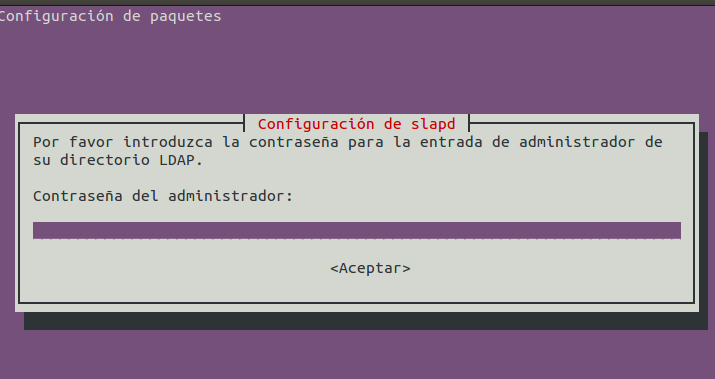 Configuración de paquetes
Configuración de slapd
Por favor introduzca la contraseña para la entrada de administrador de
su directorio LDAP.
Contraseña del administrador:
<Aceptar>